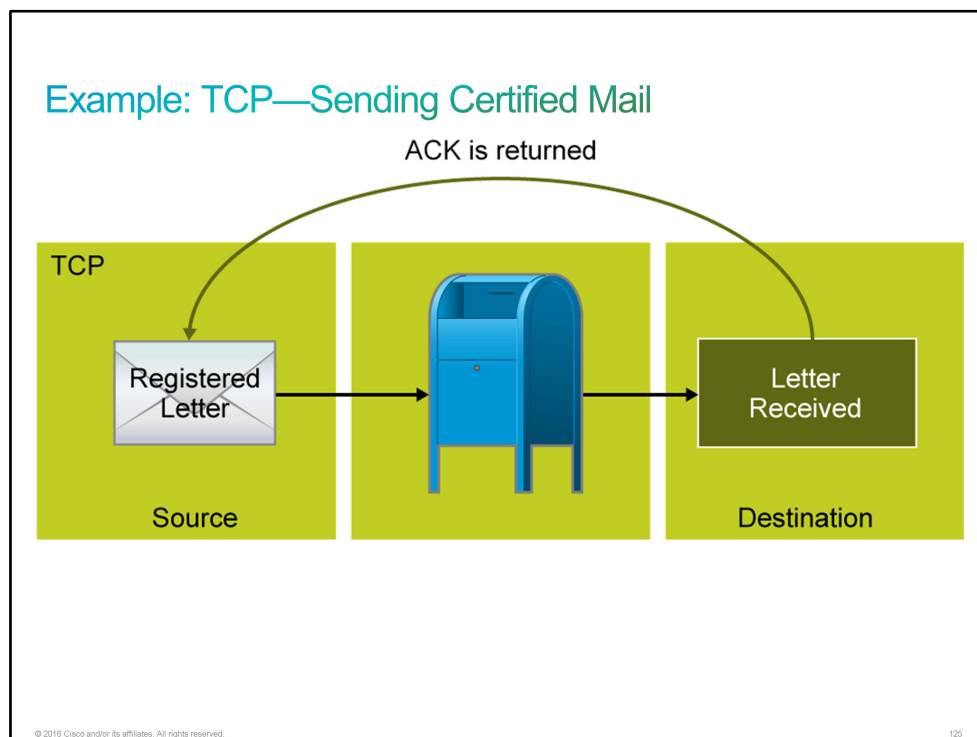 Example: TCP—Sending Certified Mail
ACK is returned
TCP
Registered
Letter
Letter
Received
Source
Destination
© 2016 Cisco and/or its affiliates. All rights reserved.
125